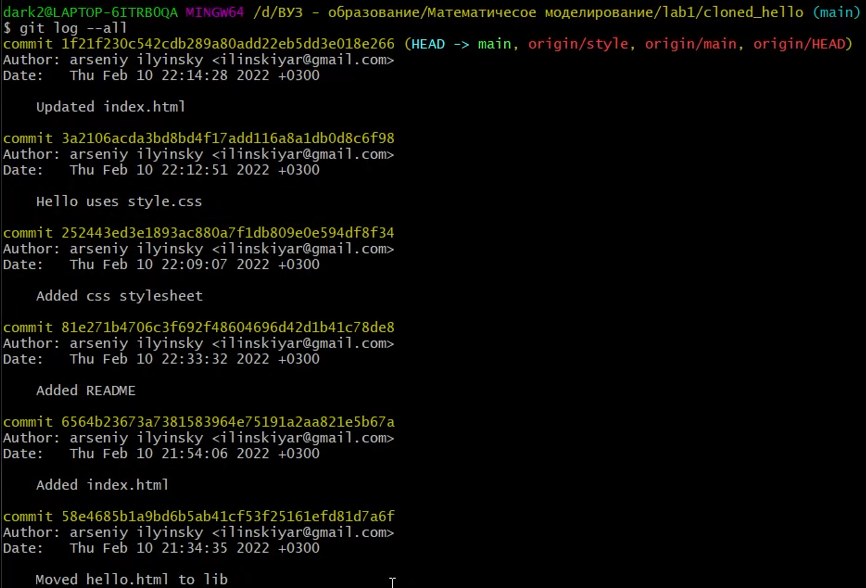 dark2@LAPTOP-6ITRB0QA MINGW64 /d/ВУЗ - образование/Математичесое моделирование/lab1/cloned_hello (main)
$ git log --all
commit 1f21f230c542cdb289a80add22eb5dd3e018e266 (HEAD -> main, origin/style, origin/main, origin/HEAD)
Author: arseniy ilyinsky <ilinskiyar@gmail.com>
Date:   Thu Feb 10 22:14:28 2022 +0300
Updated index.html
commit 3a2106acda3bd8bd4f17add116a8a1db0d8c6f98
Author: arseniy ilyinsky <ilinskiyar@gmail.com>
Date:   Thu Feb 10 22:12:51 2022 +0300
Hello uses style.css
commit 252443ed3e1893ac880a7f1db809e0e594df8f34
Author: arseniy ilyinsky <ilinskiyar@gmail.com>
Date:   Thu Feb 10 22:09:07 2022 +0300
Added css stylesheet
commit 81e271b4706c3f692f48604696d42d1b41c78de8
Author: arseniy ilyinsky <ilinskiyar@gmail.com>
Date:   Thu Feb 10 22:33:32 2022 +0300
Added README
commit 6564b23673a7381583964e75191a2aa821e5b67a
Author: arseniy ilyinsky <ilinskiyar@gmail.com>
Date:   Thu Feb 10 21:54:06 2022 +0300
Added index.html
commit 58e4685b1a9bd6b5ab41cf53f25161efd81d7a6f
Author: arseniy ilyinsky <ilinskiyar@gmail.com>
Date:   Thu Feb 10 21:34:35 2022 +0300
Moved hello.html to lib